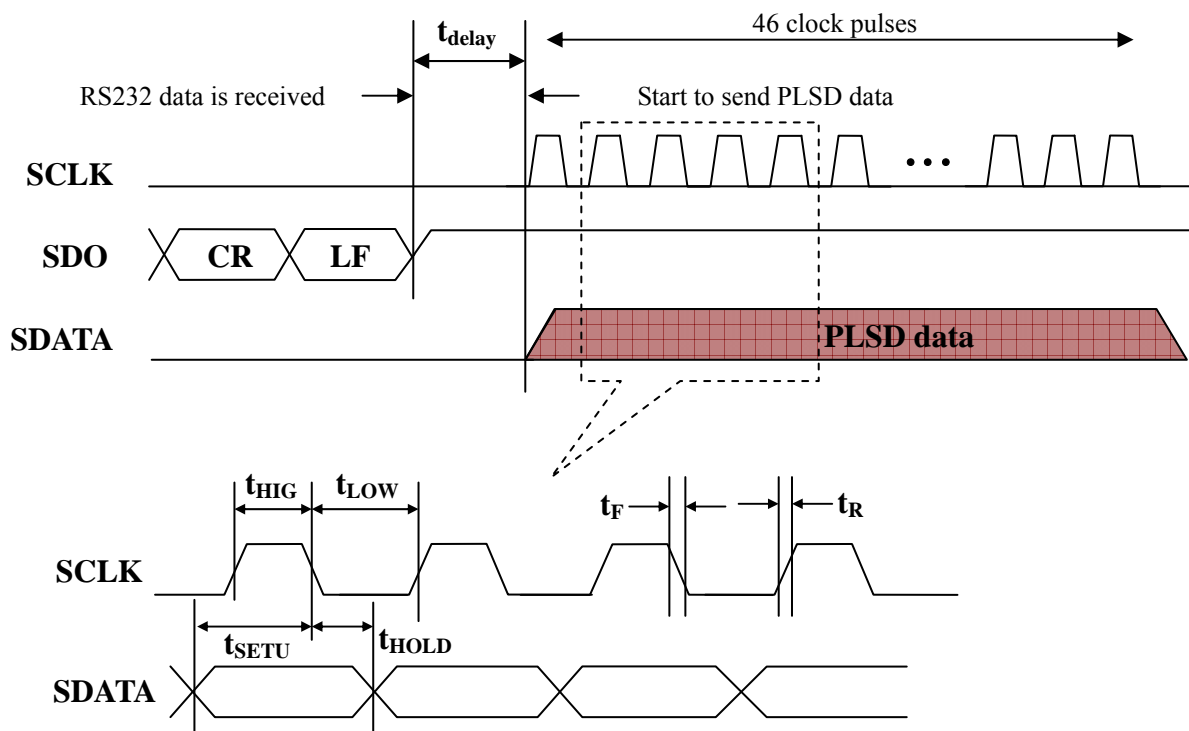 46 clock pulses
tdelay
RS232 data is received
Start to send PLSD data
SCLK
•••
SDO
CR
LF
SDATA
PLSD data
tHIG
tLOW
tF
tR
SCLK
tSETU
tHOLD
SDATA